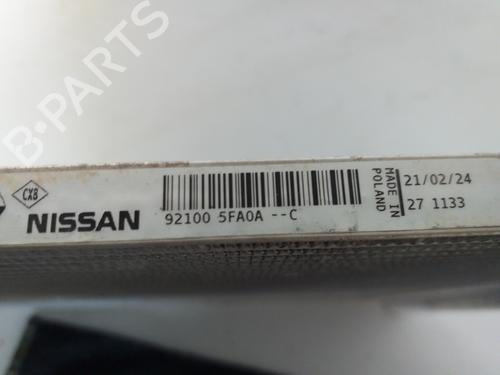 B-PARTS
CX8
NISSAN
92100 5FA0A --C
MADE IN
POLAND
21/02/24
27 1133